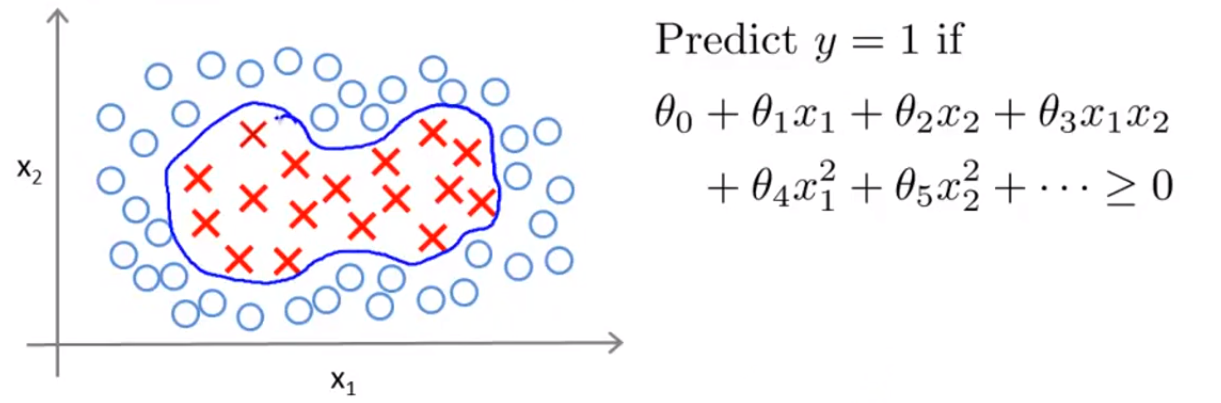 Predict y = 1 if
θ₀ + θ₁x₁ + θ₂x₂ + θ₃x₁x₂
+ θ₄x₁² + θ₅x₂² + ⋯ ≥ 0
x₂
x₁